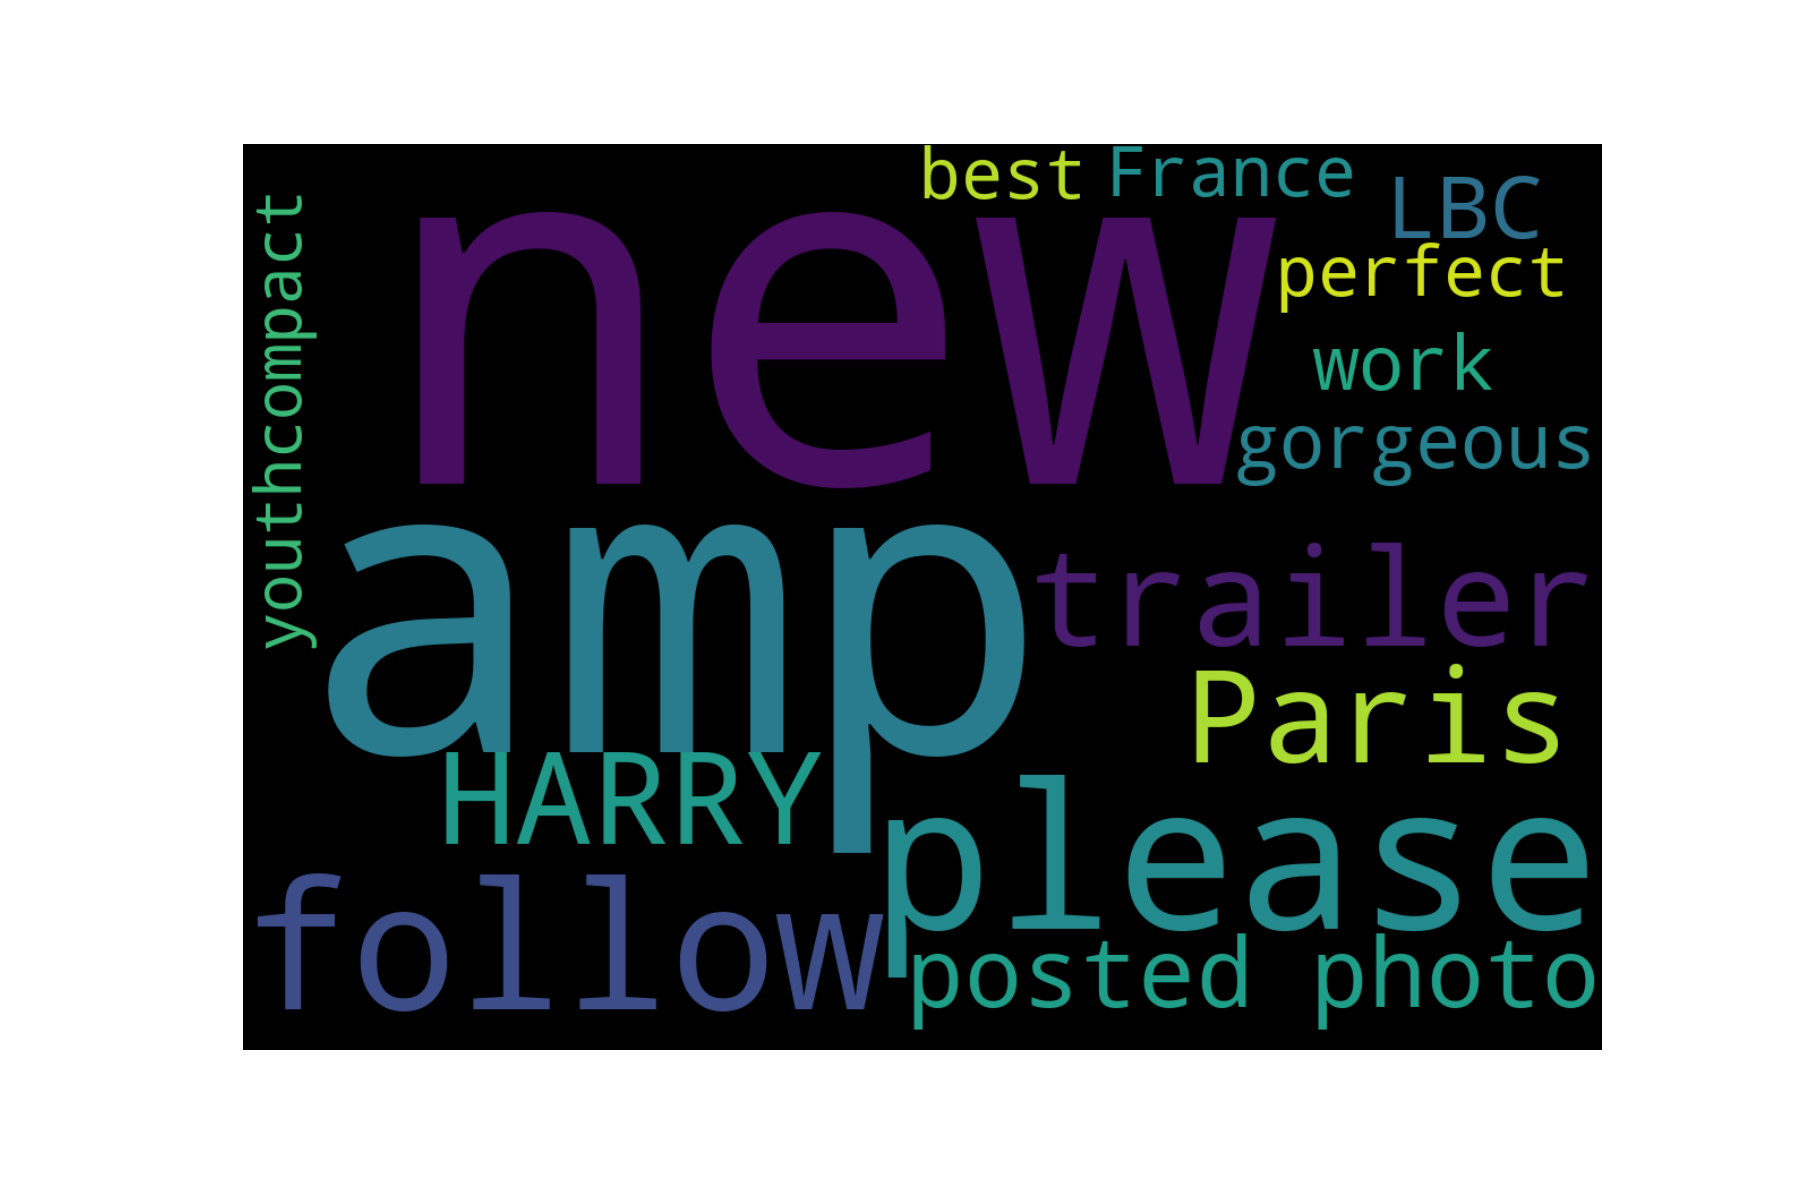 best France
LBC
new
perfect
work
gorgeous
youthcompact
amp
trailer
Paris
HARRY
please
follow
posted photo